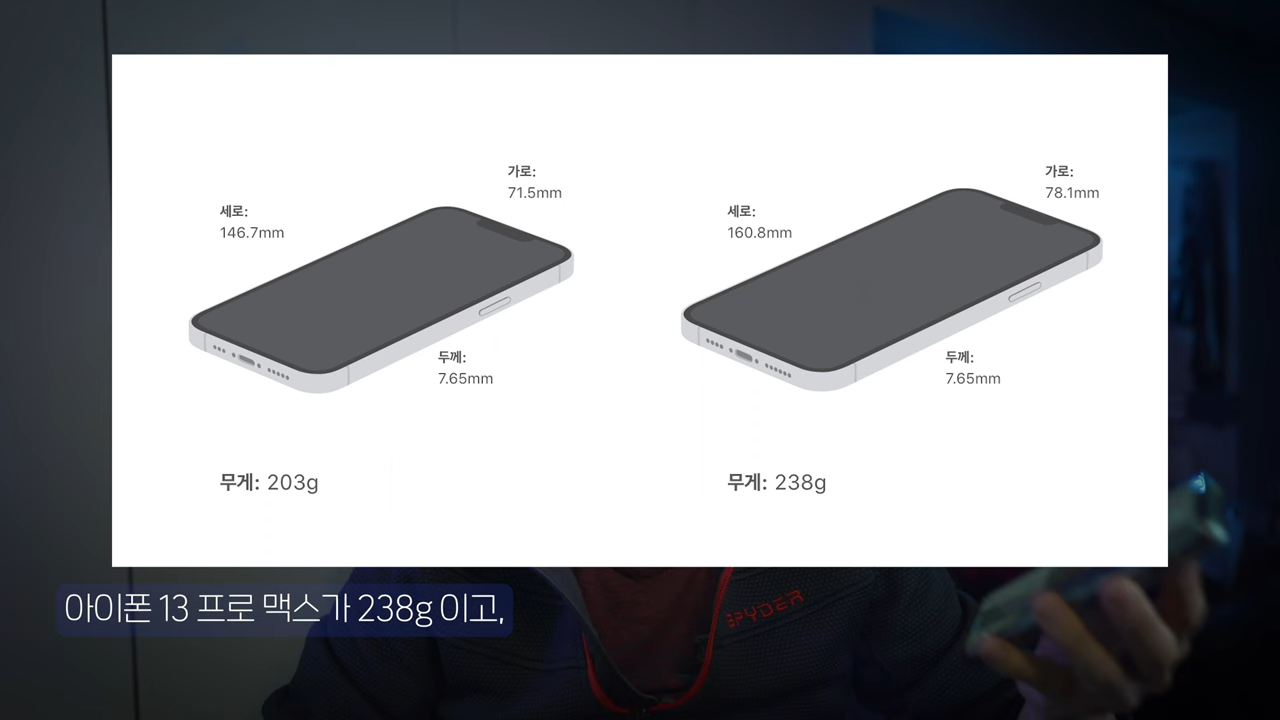 가로:
71.5mm
세로:
146.7mm
두께:
7.65mm
무게: 203g
가로:
78.1mm
세로:
160.8mm
두께:
7.65mm
무게: 238g
아이폰 13 프로 맥스가 238g 이고,
SPYDER